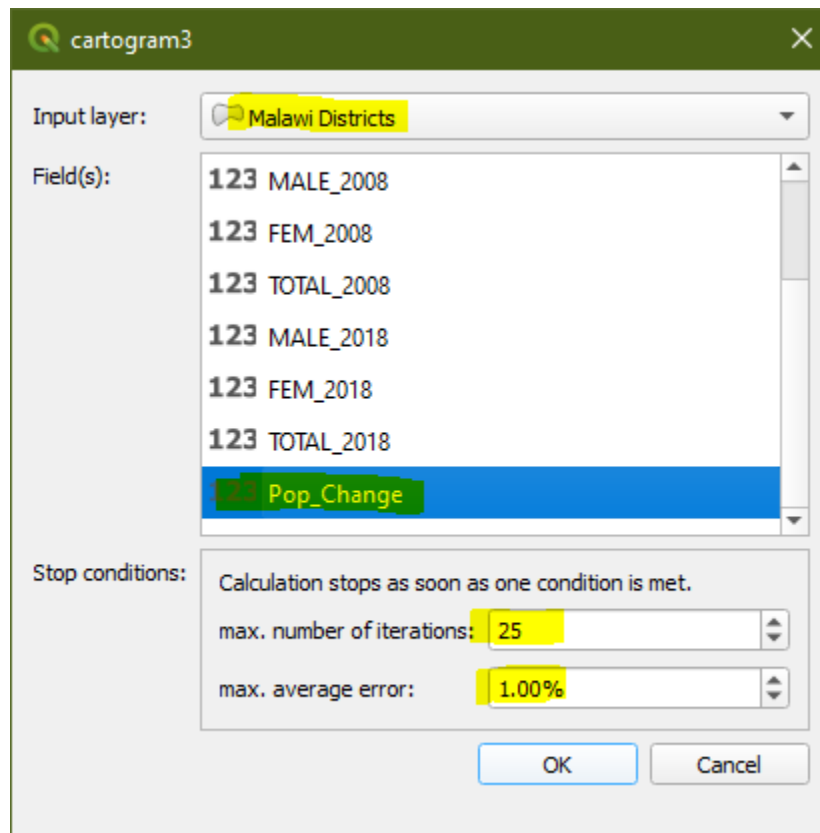 cartogram3
Input layer: Malawi Districts
Field(s):
123 MALE_2008
123 FEM_2008
123 TOTAL_2008
123 MALE_2018
123 FEM_2018
123 TOTAL_2018
123 Pop_Change
Stop conditions:
Calculation stops as soon as one condition is met.
max. number of iterations: 25
max. average error: 1.00%
OK Cancel